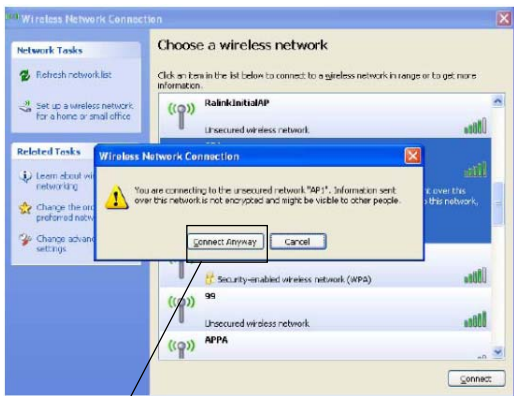 Wireless Network Connection
Network Tasks
Refresh network list
Set up a wireless network
for a home or small office
Related Tasks
Learn about wi
networking
Change the ord
preferred netw
Change advanc
settings
Choose a wireless network
Click an item in the list below to connect to a wireless network in range or to get more
information.
RalinkInitialAP
Unsecured wireless network
Wireless Network Connection
You are connecting to the unsecured network "AP1". Information sent
over this network is not encrypted and might be visible to other people.
Connect Anyway
Cancel
over this
this network,
Security-enabled wireless network (WPA)
99
Unsecured wireless network
APPA
Connect